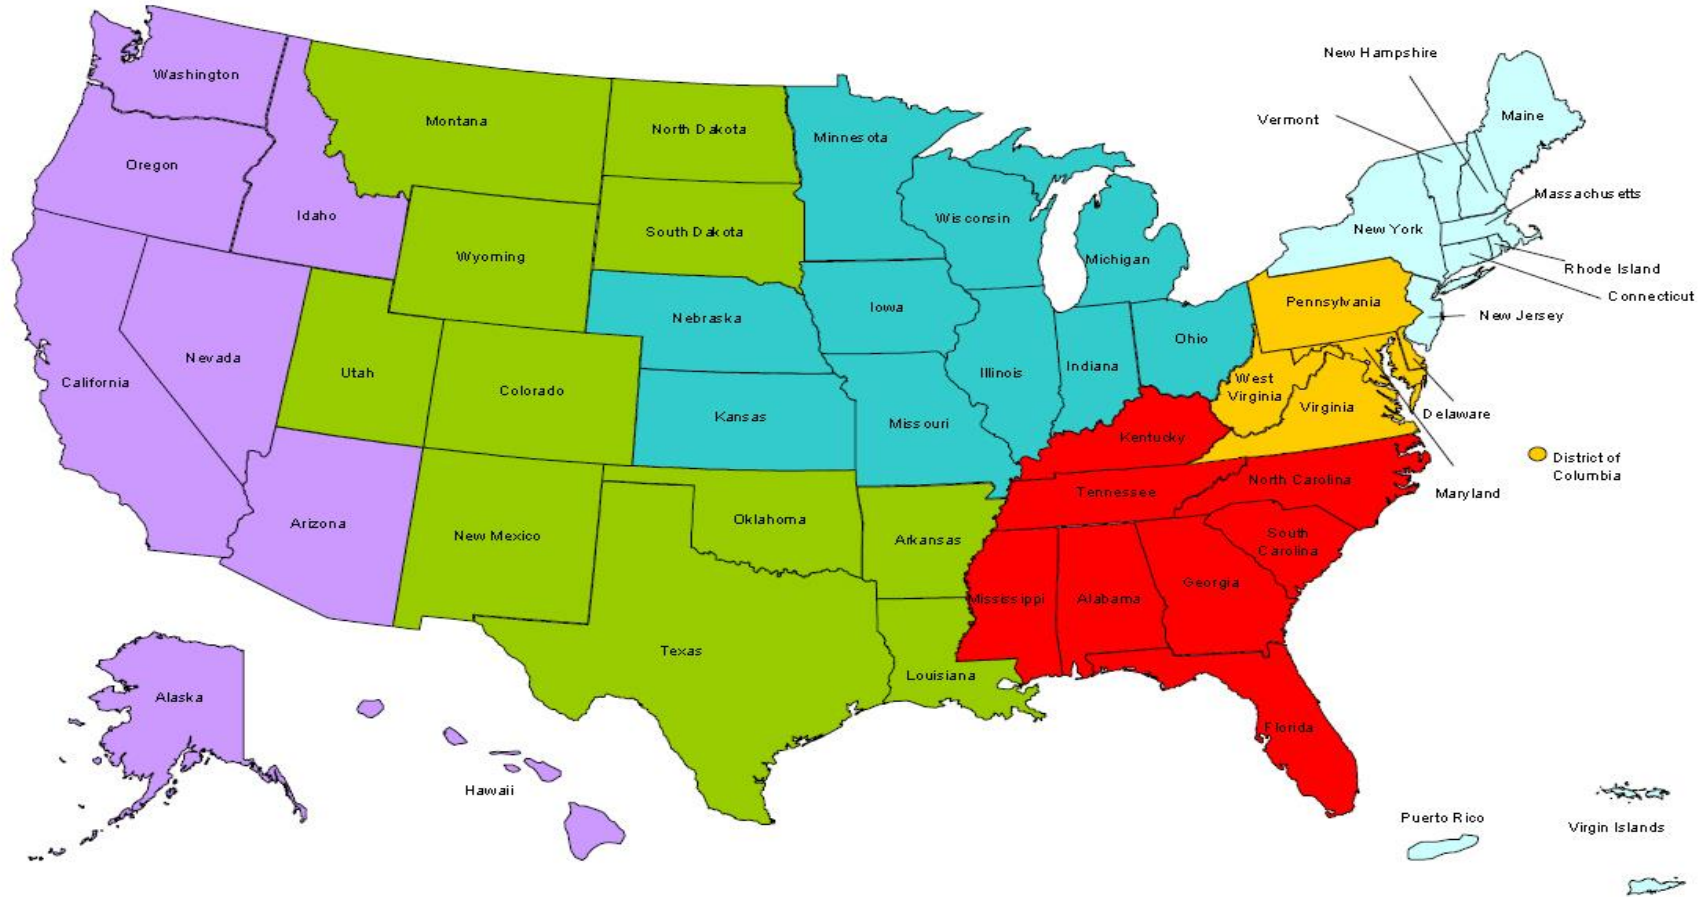 New Hampshire
Washington
Maine
Vermont
Montana
North Dakota
Minnesota
Oregon
Massachusetts
Idaho
Wisconsin
New York
South Dakota
Wyoming
Michigan
Rhode Island
Connecticut
Pennsylvania
Iowa
New Jersey
Nebraska
Ohio
Nevada
Indiana
Utah
Illinois
California
West
Virginia
Colorado
Virginia
Delaware
Kansas
Missouri
Kentucky
District of
Columbia
North Carolina
Tennessee
Maryland
Oklahoma
Arizona
New Mexico
South
Carolina
Arkansas
Georgia
Mississippi
Alabama
Texas
Louisiana
Alaska
Florida
Hawaii
Puerto Rico
Virgin Islands